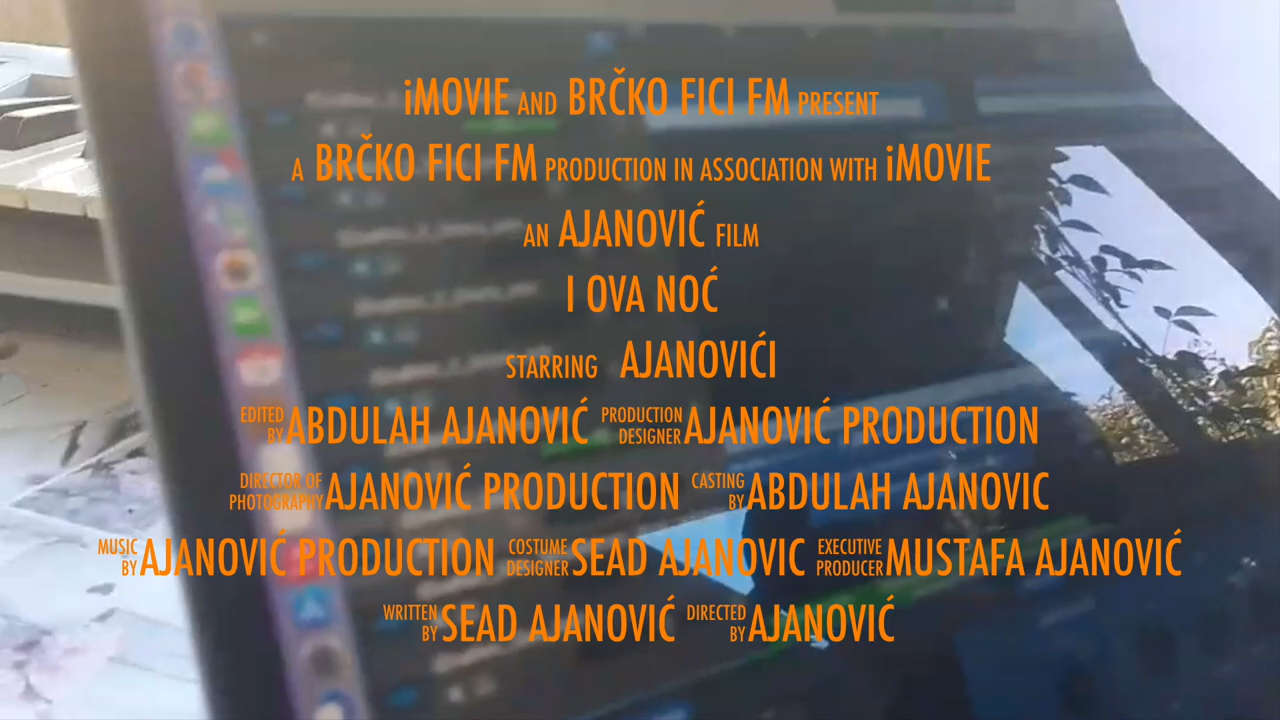 iMOVIE AND BRČKO FICI FM PRESENT
A BRČKO FICI FM PRODUCTION IN ASSOCIATION WITH iMOVIE
AN AJANOVIĆ FILM
I OVA NOĆ
STARRING AJANOVIĆI
EDITED BY ABDULAH AJANOVIĆ PRODUCTION DESIGNER AJANOVIĆ PRODUCTION
DIRECTOR OF PHOTOGRAPHY AJANOVIĆ PRODUCTION CASTING BY ABDULAH AJANOVIC
MUSIC BY AJANOVIĆ PRODUCTION COSTUME DESIGNER SEAD AJANOVIC EXECUTIVE PRODUCER MUSTAFA AJANOVIĆ
WRITTEN BY SEAD AJANOVIĆ DIRECTED BY AJANOVIĆ